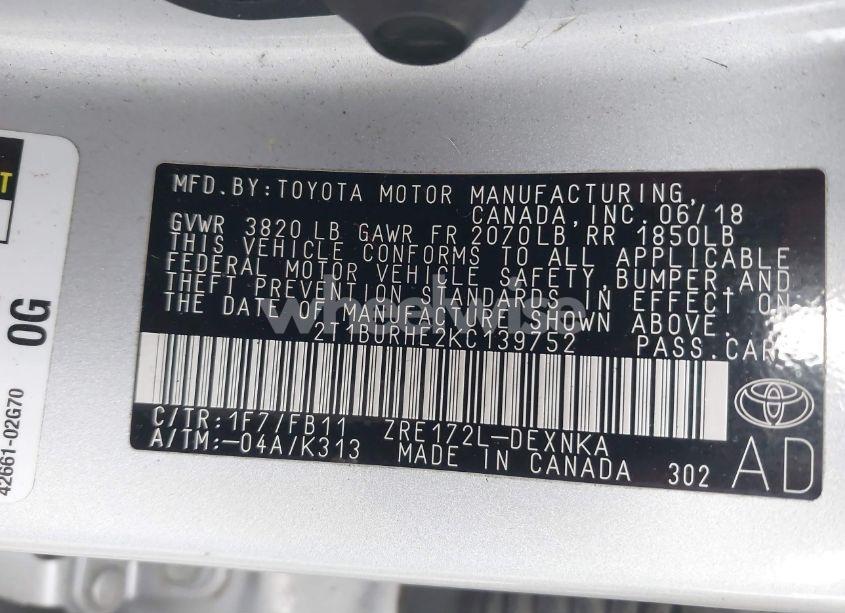 MFD. BY: TOYOTA MOTOR MANUFACTURING,
CANADA, INC. 06/18
GVWR 3820 LB GAWR FR 2070LB RR 1850LB
THIS VEHICLE CONFORMS TO ALL APPLICABLE
FEDERAL MOTOR VEHICLE SAFETY, BUMPER, AND
THEFT PREVENTION STANDARDS IN EFFECT ON
THE DATE OF MANUFACTURE SHOWN ABOVE.
wheelwise
2T1BURHE2KC139752 PASS. CAR
C/TR: 1F7/FB11 ZRE172L-DEXNKA
A/TM: -04A/K313 MADE IN CANADA 302
AD
T
0G
42661-02G70